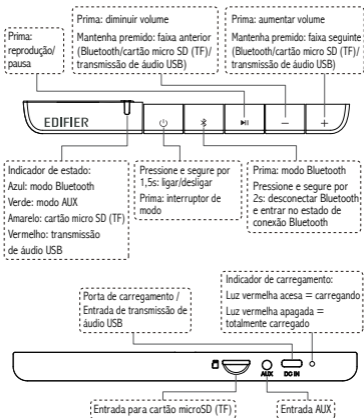 Prima:
reprodução/
pausa
Prima: diminuir volume
Mantenha premido: faixa anterior
(Bluetooth/cartão micro SD (TF)/
transmissão de áudio USB)
Prima: aumentar volume
Mantenha premido: faixa seguinte
(Bluetooth/cartão micro SD (TF)/
transmissão de áudio USB)
EDIFIER
Indicador de estado:
Azul: modo Bluetooth
Verde: modo AUX
Amarelo: cartão micro SD (TF)
Vermelho: transmissão
de áudio USB
Pressione e segure por
1,5s: ligar/desligar
Prima: interruptor de
modo
Prima: modo Bluetooth
Pressione e segure por
2s: desconectar Bluetooth
e entrar no estado de
conexão Bluetooth
Porta de carregamento /
Entrada de transmissão de
áudio USB
Indicador de carregamento:
Luz vermelha acesa = carregando
Luz vermelha apagada =
totalmente carregado
AUX
DC IN
Entrada para cartão microSD (TF)
Entrada AUX